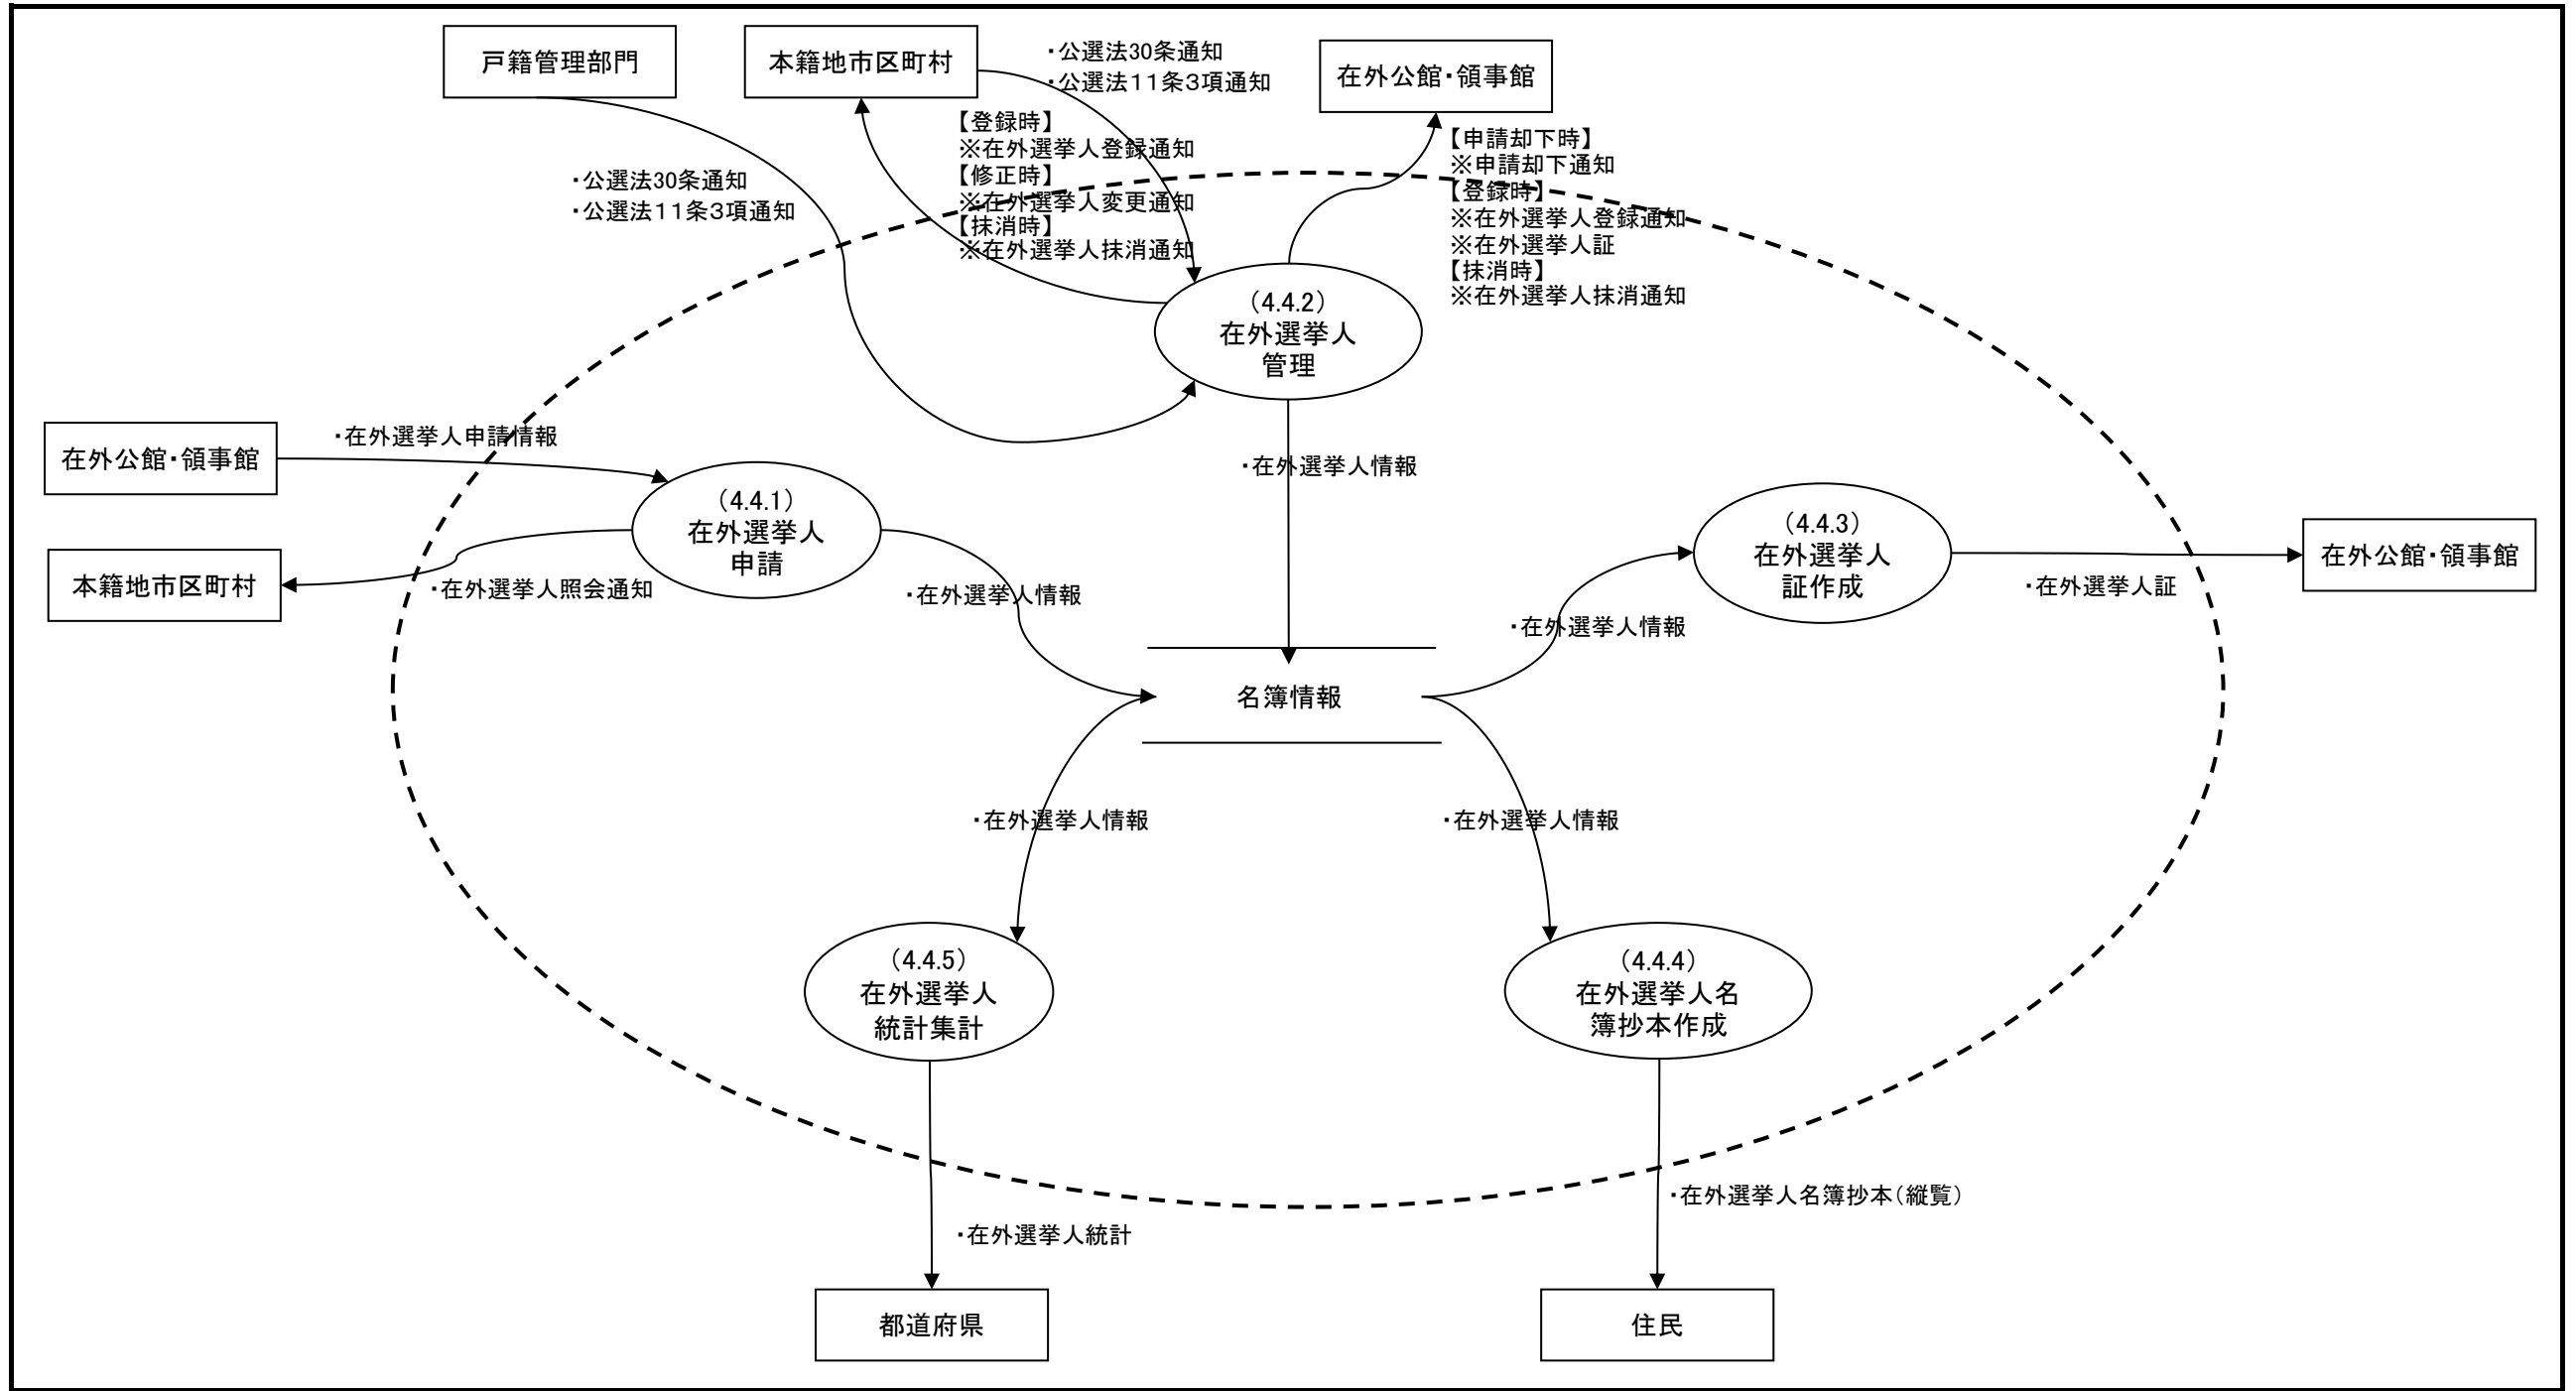 戸籍管理部門
本籍地市区町村
・公選法30条通知
・公選法１１条３項通知
在外公館・領事館
【登録時】
※在外選挙人登録通知
【修正時】
※在外選挙人変更通知
【抹消時】
※在外選挙人抹消通知
【申請却下時】
※申請却下通知
【登録時】
※在外選挙人登録通知
※在外選挙人証
【抹消時】
※在外選挙人抹消通知
・公選法30条通知
・公選法１１条３項通知
（4.4.2）
在外選挙人
管理
在外公館・領事館
・在外選挙人申請情報
・在外選挙人情報
（4.4.1）
在外選挙人
申請
（4.4.3）
在外選挙人
証作成
在外公館・領事館
本籍地市区町村
・在外選挙人照会通知
・在外選挙人情報
・在外選挙人証
・在外選挙人情報
名簿情報
・在外選挙人情報
・在外選挙人情報
（4.4.5）
在外選挙人
統計集計
（4.4.4）
在外選挙人名
簿抄本作成
・在外選挙人名簿抄本（縦覧）
・在外選挙人統計
都道府県
住民